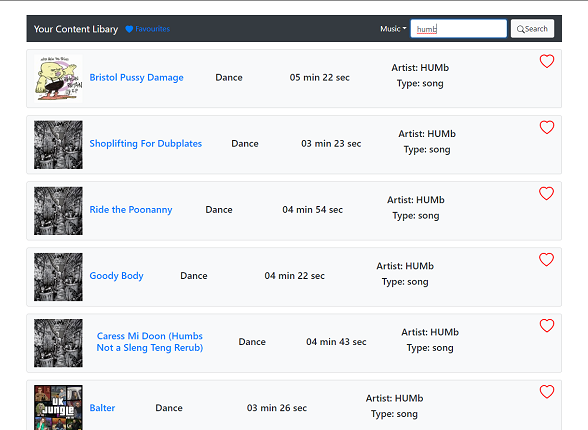 Your Content Libary Favourites Music humb Search
Bristol Pussy Damage Dance 05 min 22 sec Artist: HUMb
Type: song
Shoplifting For Dubplates Dance 03 min 23 sec Artist: HUMb
Type: song
Ride the Poonanny Dance 04 min 54 sec Artist: HUMb
Type: song
Goody Body Dance 04 min 22 sec Artist: HUMb
Type: song
Caress Mi Doon (Humbs Dance 04 min 43 sec Artist: HUMb
Not a Sleng Teng Rerub) Type: song
UK
JUNGLE
Balter Dance 03 min 26 sec Artist: HUMb
Type: song